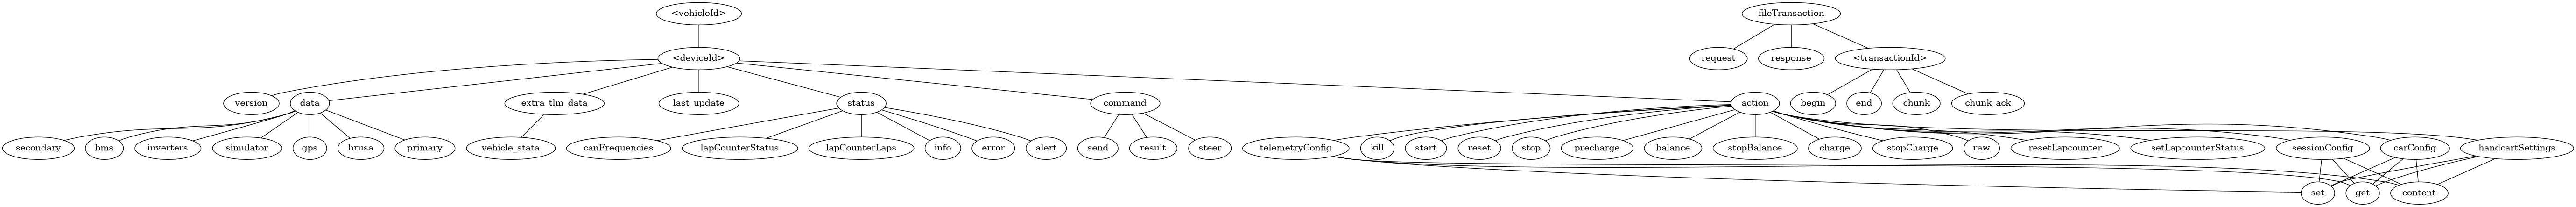 <vehicleId>
fileTransaction
<deviceId>
request
response
<transactionId>
version
data
extra_tlm_data
last_update
status
command
action
begin
end
chunk
chunk_ack
secondary
bms
inverters
simulator
gps
brusa
primary
vehicle_stata
canFrequencies
lapCounterStatus
lapCounterLaps
info
error
alert
send
result
steer
telemetryConfig
kill
start
reset
stop
precharge
balance
stopBalance
charge
stopCharge
raw
resetLapcounter
setLapcounterStatus
sessionConfig
carConfig
handcartSettings
set
get
content